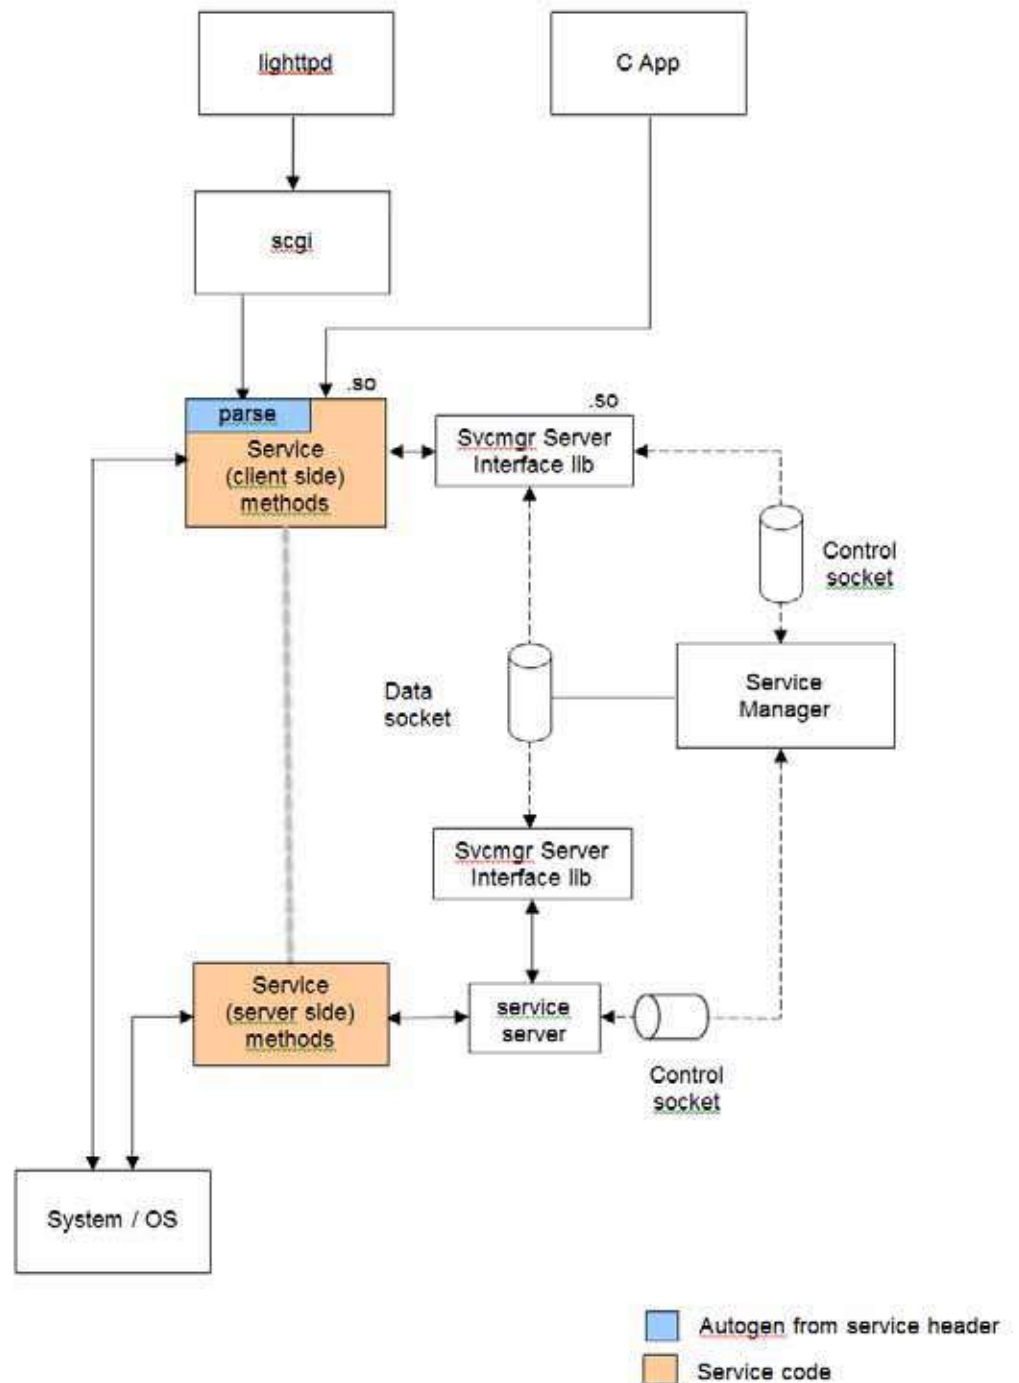 lighttpd
C App
scgi
.so
parse
.so
Service
(client side)
methods
Svcmgr Server
Interface lib
Control
socket
Data
socket
Service
Manager
Svcmgr Server
Interface lib
Service
(server side)
methods
service
server
Control
socket
System / OS
Autogen from service header
Service code